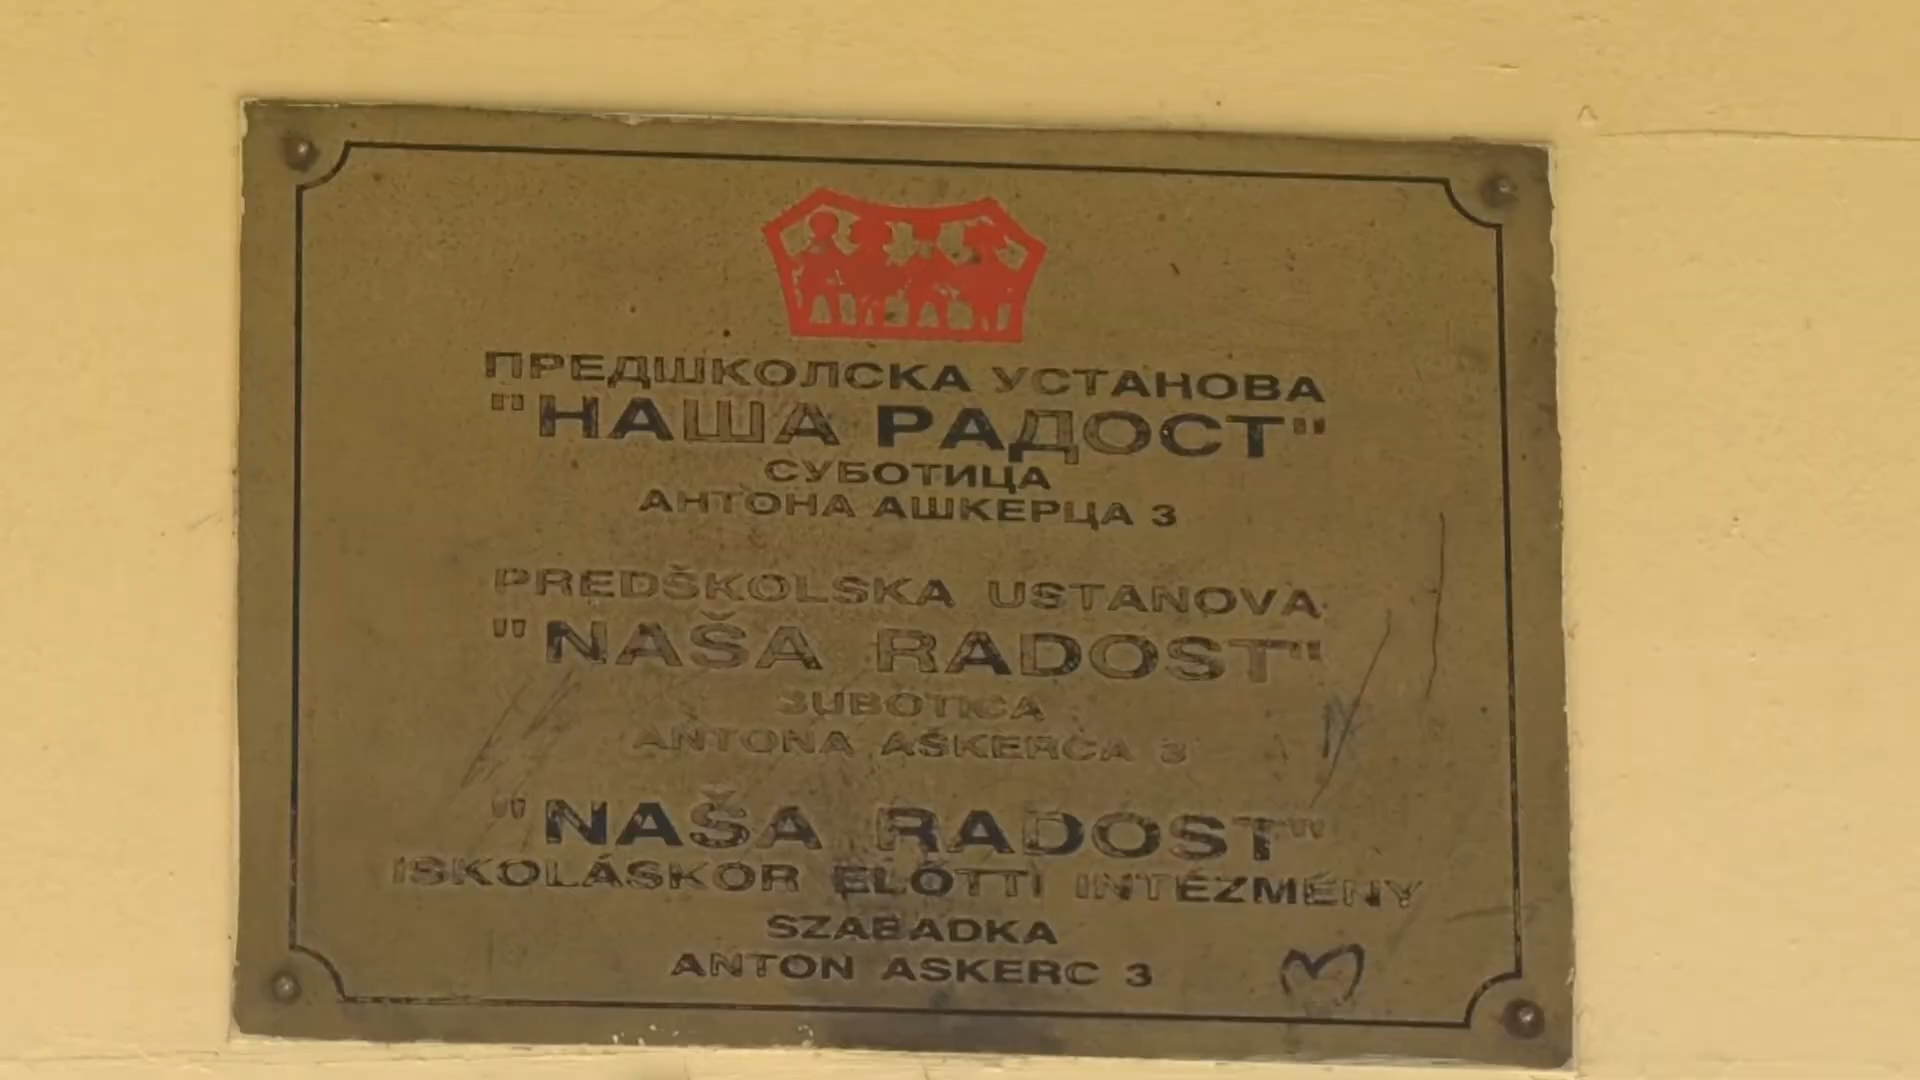 ПРЕДШКОЛСКА УСТАНОВА
"НАША РАДОСТ"
СУБОТИЦА
АНТОНА АШКЕРЦА 3
PREDŠKOLSKA USTANOVA
"NAŠA RADOST"
SUBOTICA
ANTONA AŠKERCA 3
"NAŠA RADOST"
ISKOLÁSKOR ELŐTTI INTÉZMÉNY
SZABADKA
ANTON ASKERC 3